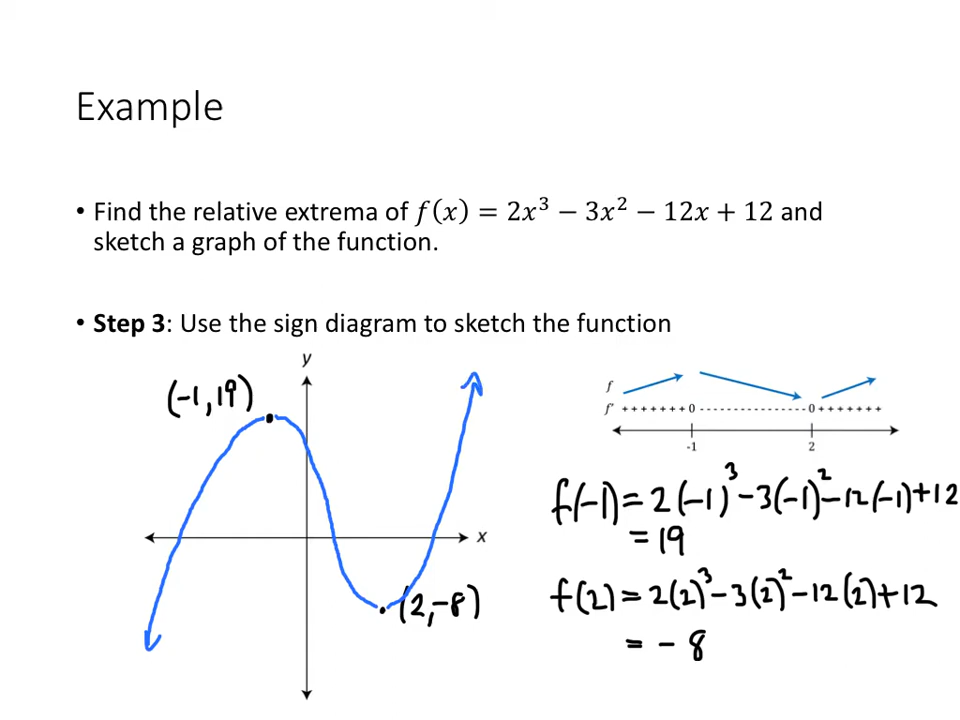 Example
• Find the relative extrema of f(x) = 2x³ − 3x² − 12x + 12 and
sketch a graph of the function.
• Step 3: Use the sign diagram to sketch the function
y
(-1,19)
x
(2,-8)
f
f' +++++++0---------------0+++++++
-1 2
f(-1) = 2(-1)³-3(-1)²-12(-1)+12
= 19
f(2) = 2(2)³-3(2)²-12(2)+12
= - 8